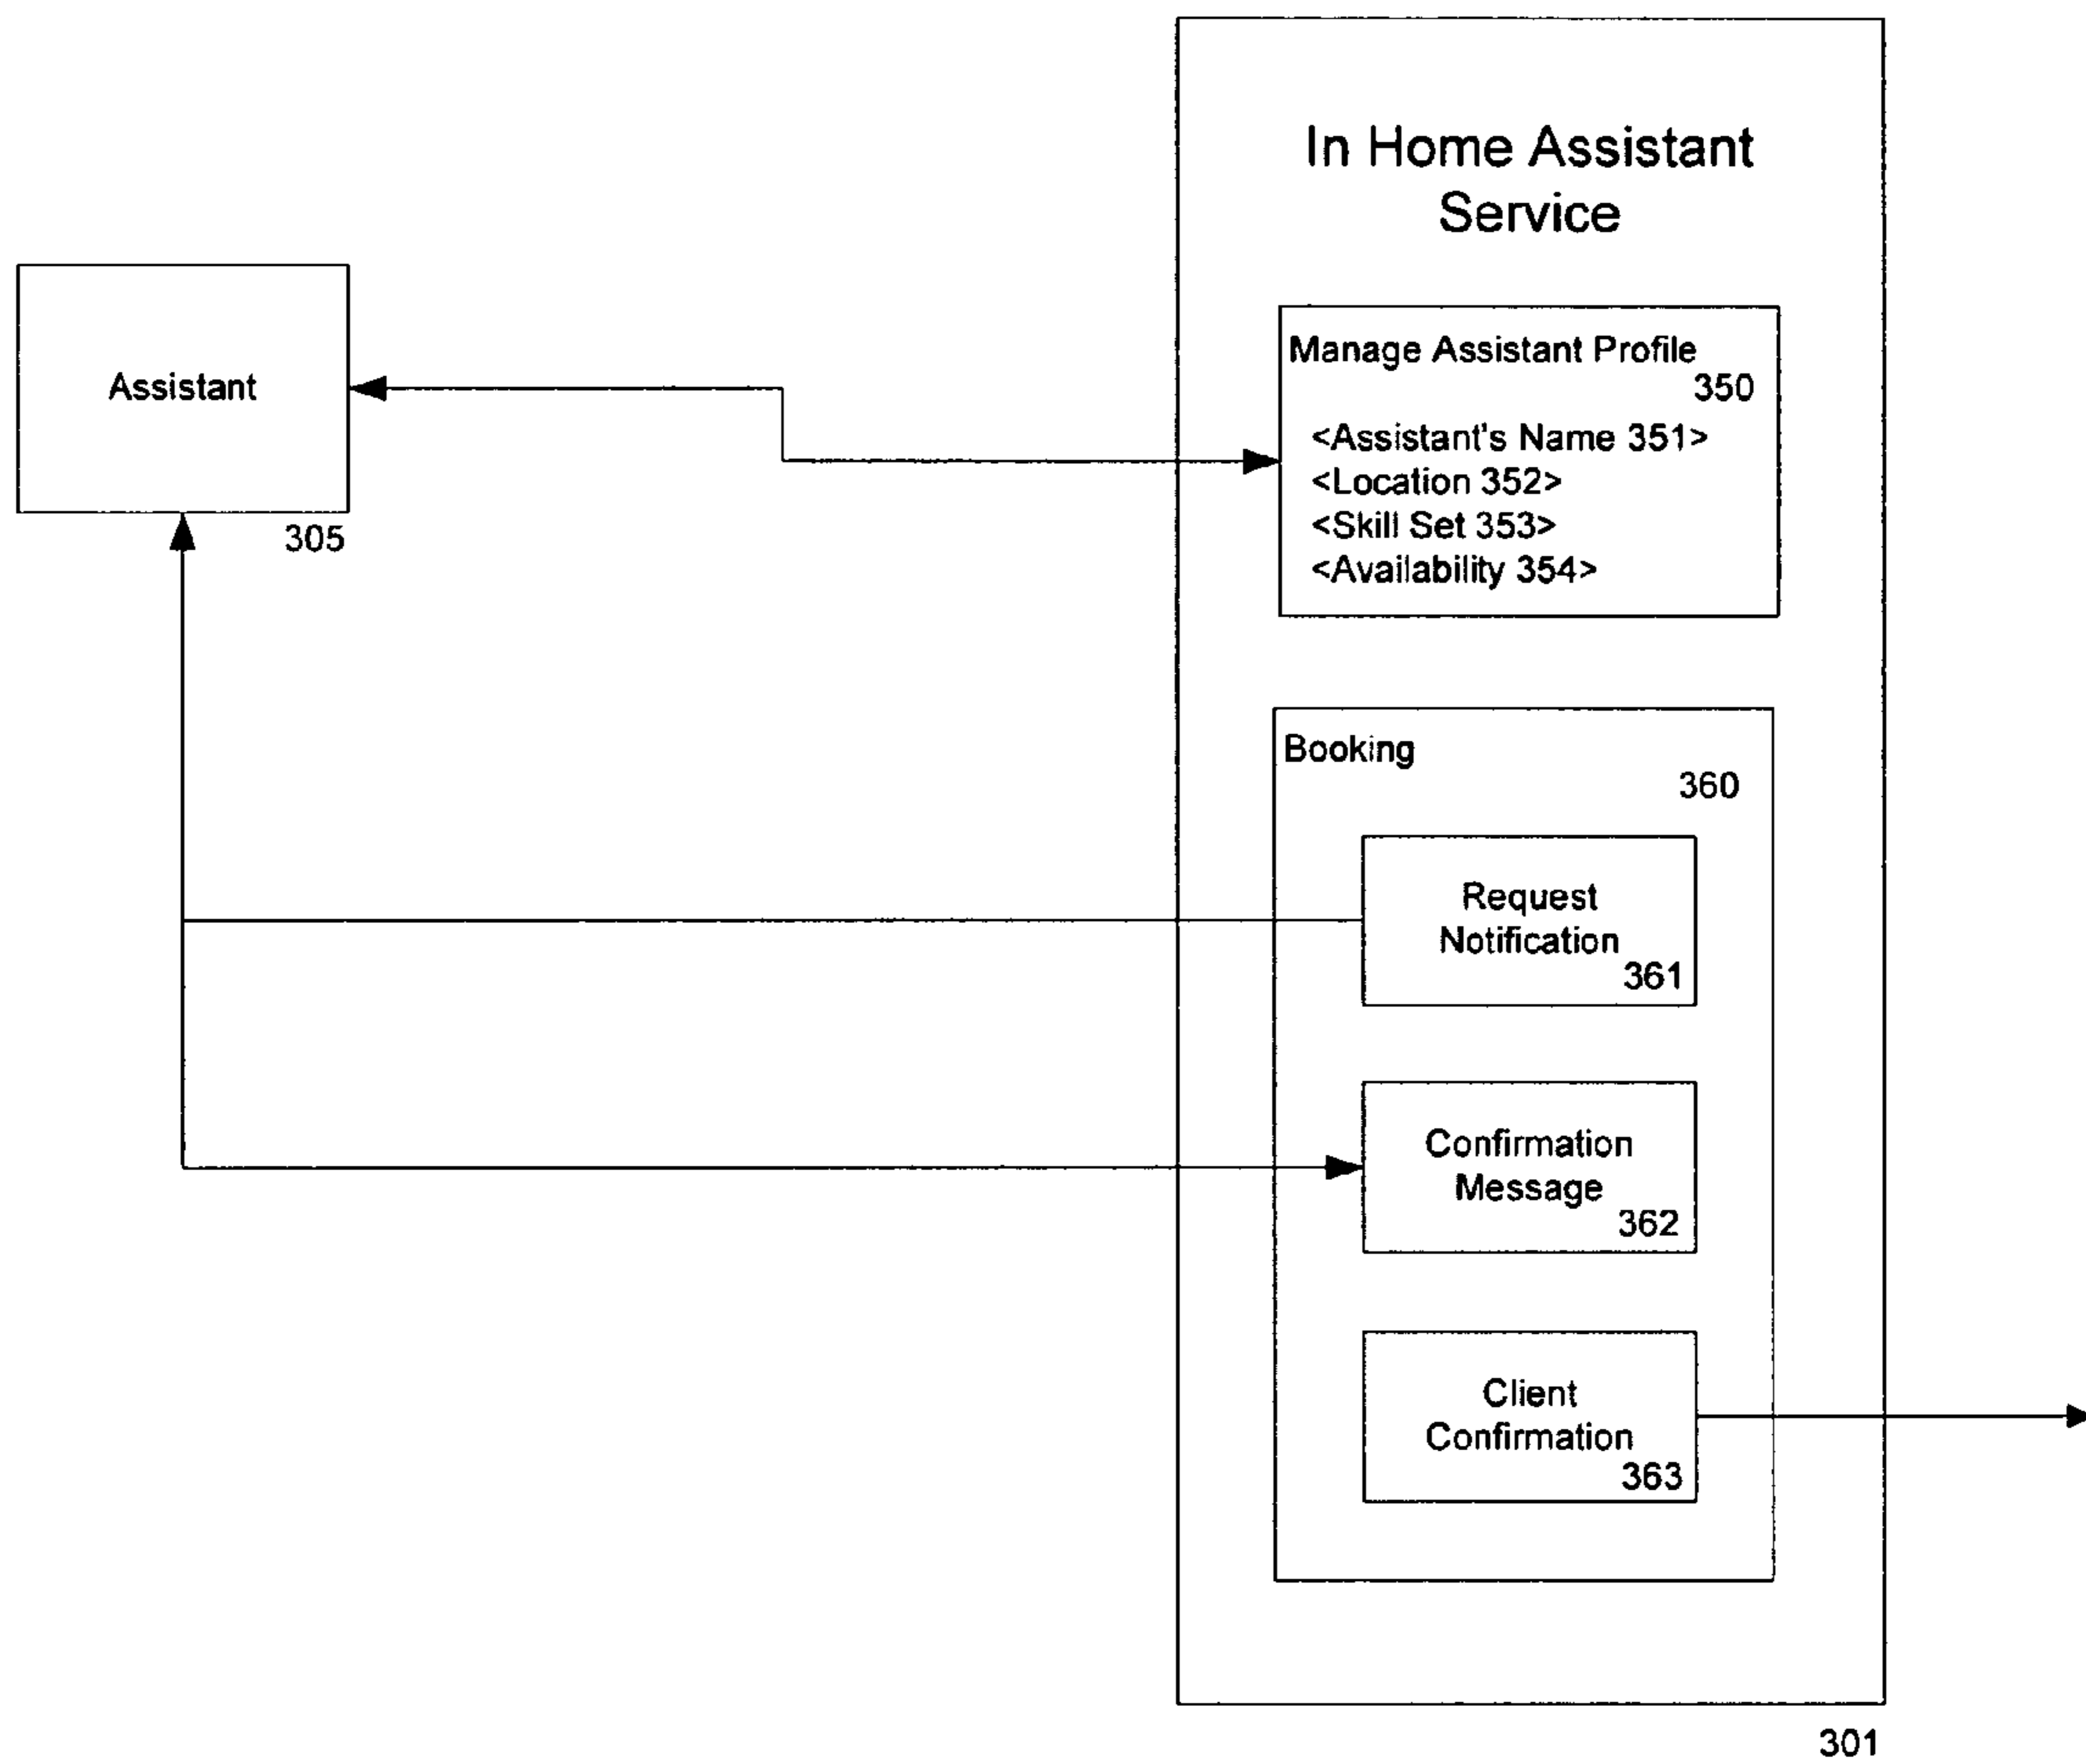 In Home Assistant
Service
Assistant
305
Manage Assistant Profile
350
<Assistant's Name 351>
<Location 352>
<Skill Set 353>
<Availability 354>
Booking
360
Request
Notification
361
Confirmation
Message
362
Client
Confirmation
363
301